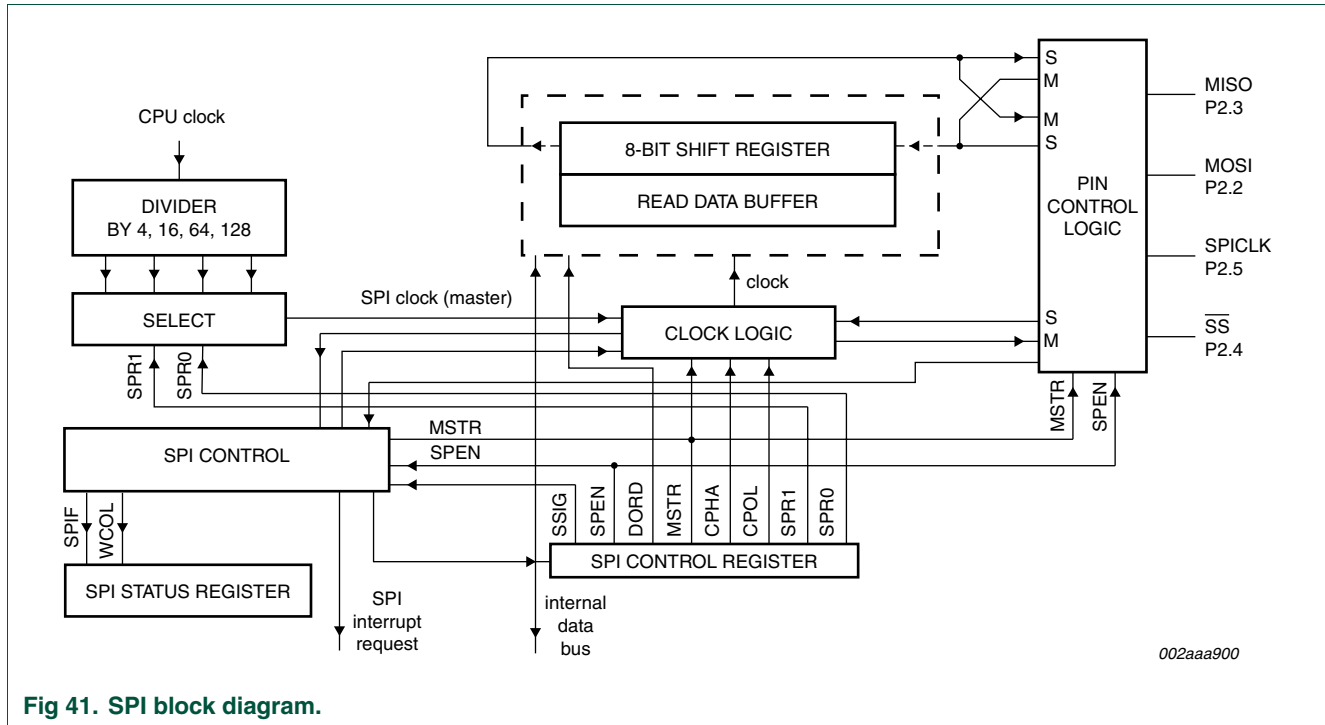 CPU clock
DIVIDER
BY 4, 16, 64, 128
SELECT
SPR1
SPR0
SPI clock (master)
8-BIT SHIFT REGISTER
READ DATA BUFFER
clock
CLOCK LOGIC
S
M
M
S
PIN
CONTROL
LOGIC
S
M
MISO
P2.3
MOSI
P2.2
SPICLK
P2.5
SS
P2.4
MSTR
SPEN
SPI CONTROL
MSTR
SPEN
SPIF
WCOL
SPI STATUS REGISTER
SPI
interrupt
request
SSIG
SPEN
DORD
MSTR
CPHA
CPOL
SPR1
SPR0
SPI CONTROL REGISTER
internal
data
bus
002aaa900
Fig 41. SPI block diagram.